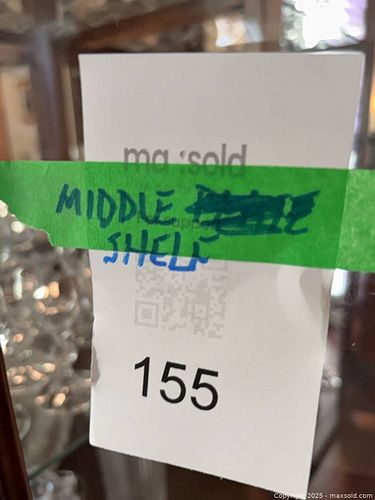 ma sold
MIDDLE
SHELF
155
Copyright 2025 - maxsold.com